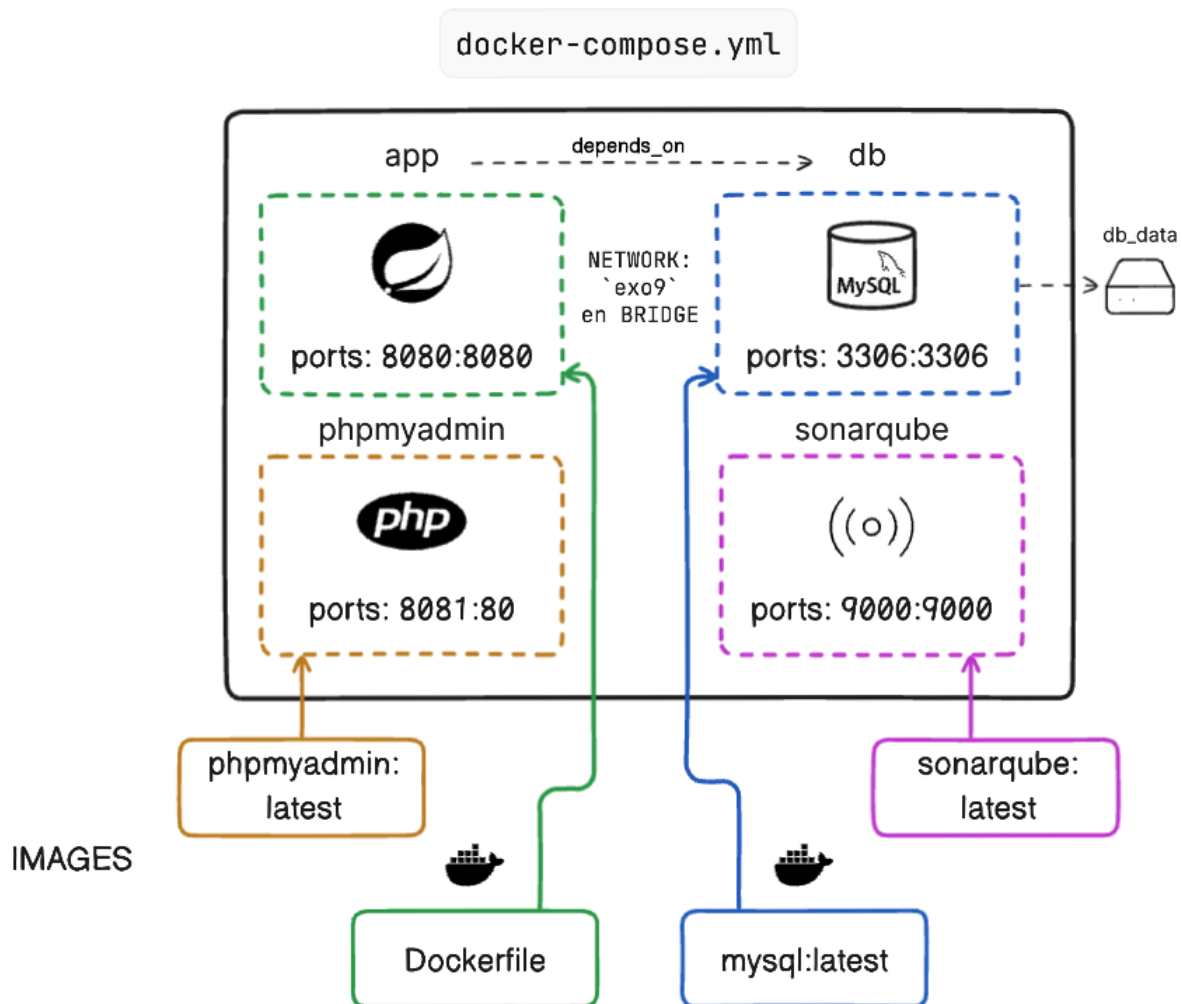 docker-compose.yml
app
depends_on
db
NETWORK:
`exo9`
en BRIDGE
MySQL
db_data
ports: 8080:8080
ports: 3306:3306
phpmyadmin
sonarqube
php
ports: 8081:80
ports: 9000:9000
phpmyadmin:
latest
sonarqube:
latest
IMAGES
Dockerfile
mysql:latest